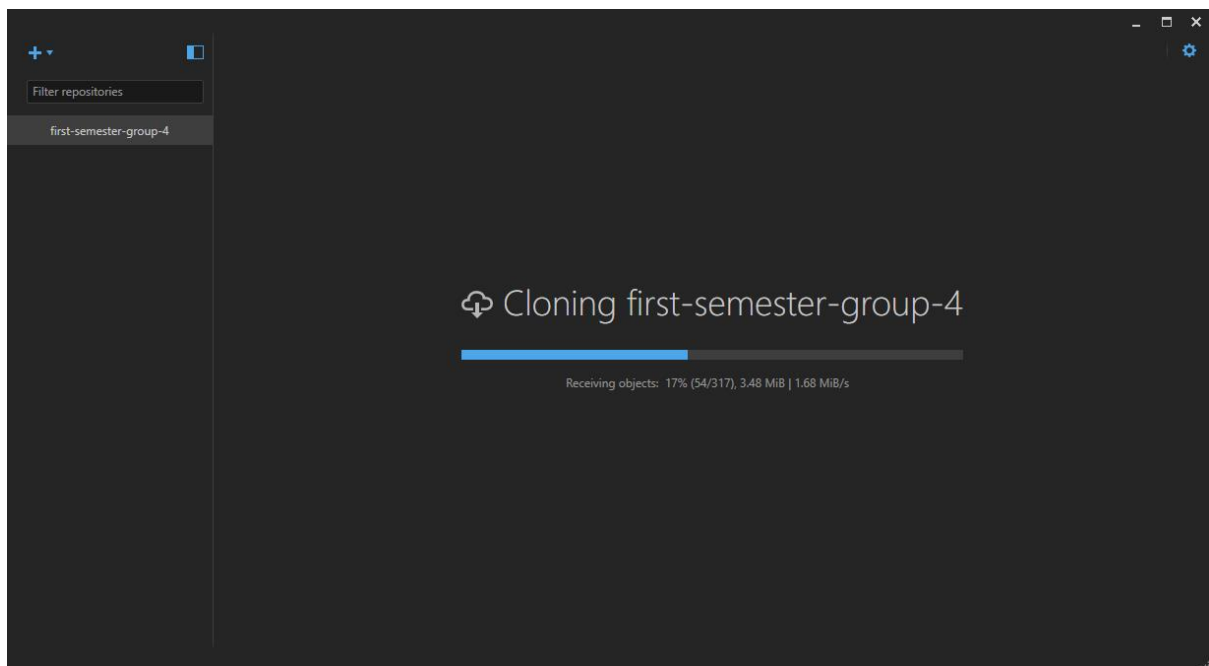 Filter repositories
first-semester-group-4
Cloning first-semester-group-4
Receiving objects: 17% (54/317), 3.48 MiB | 1.68 MiB/s